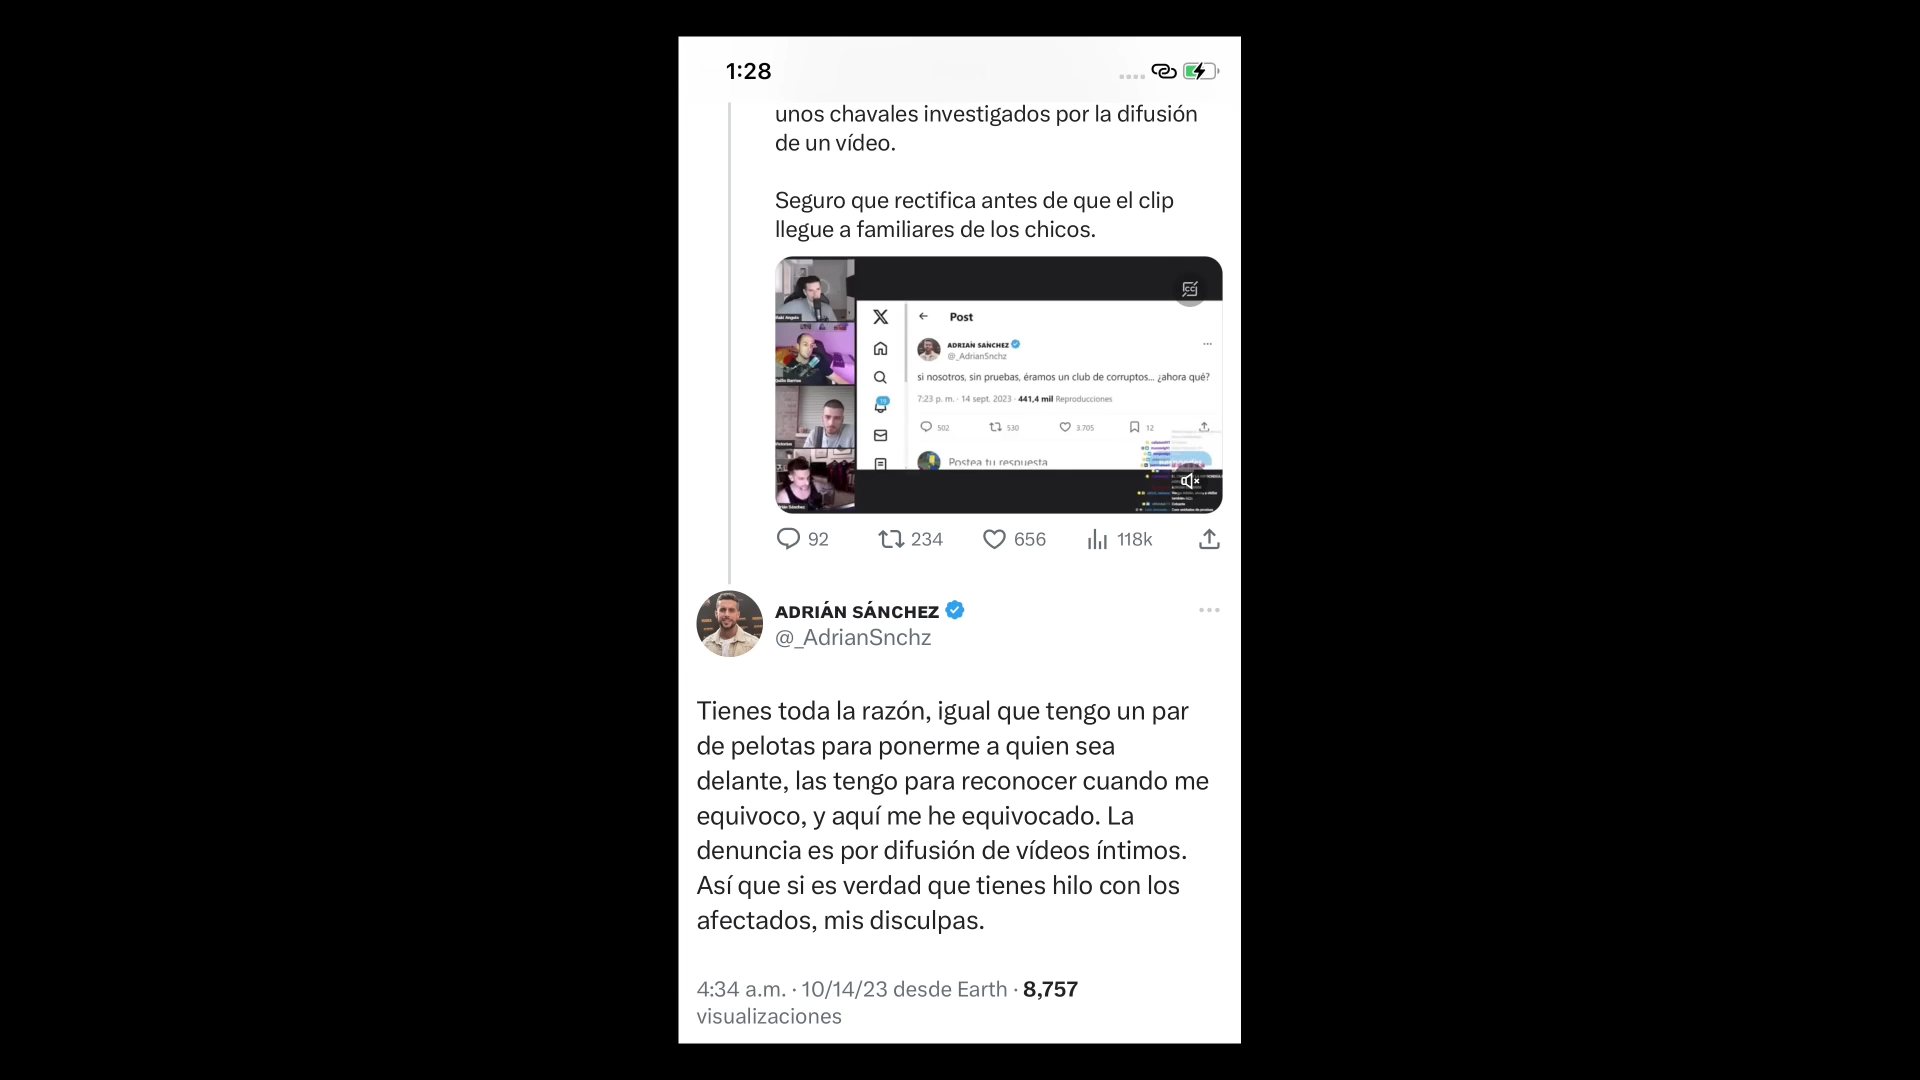 1:28
unos chavales investigados por la difusión
de un vídeo.
Seguro que rectifica antes de que el clip
llegue a familiares de los chicos.
Post
ADRIÁN SÁNCHEZ
@_AdrianSnchz
si nosotros, sin pruebas, éramos un club de corruptos... ¿ahora qué?
7:23 p. m. · 14 sept. 2023 · 441,4 mil Reproducciones
502 530 3.705 12
Postea tu respuesta
92 234 656 118k
ADRIÁN SÁNCHEZ
@_AdrianSnchz
Tienes toda la razón, igual que tengo un par
de pelotas para ponerme a quien sea
delante, las tengo para reconocer cuando me
equivoco, y aquí me he equivocado. La
denuncia es por difusión de vídeos íntimos.
Así que si es verdad que tienes hilo con los
afectados, mis disculpas.
4:34 a.m. · 10/14/23 desde Earth · 8,757
visualizaciones